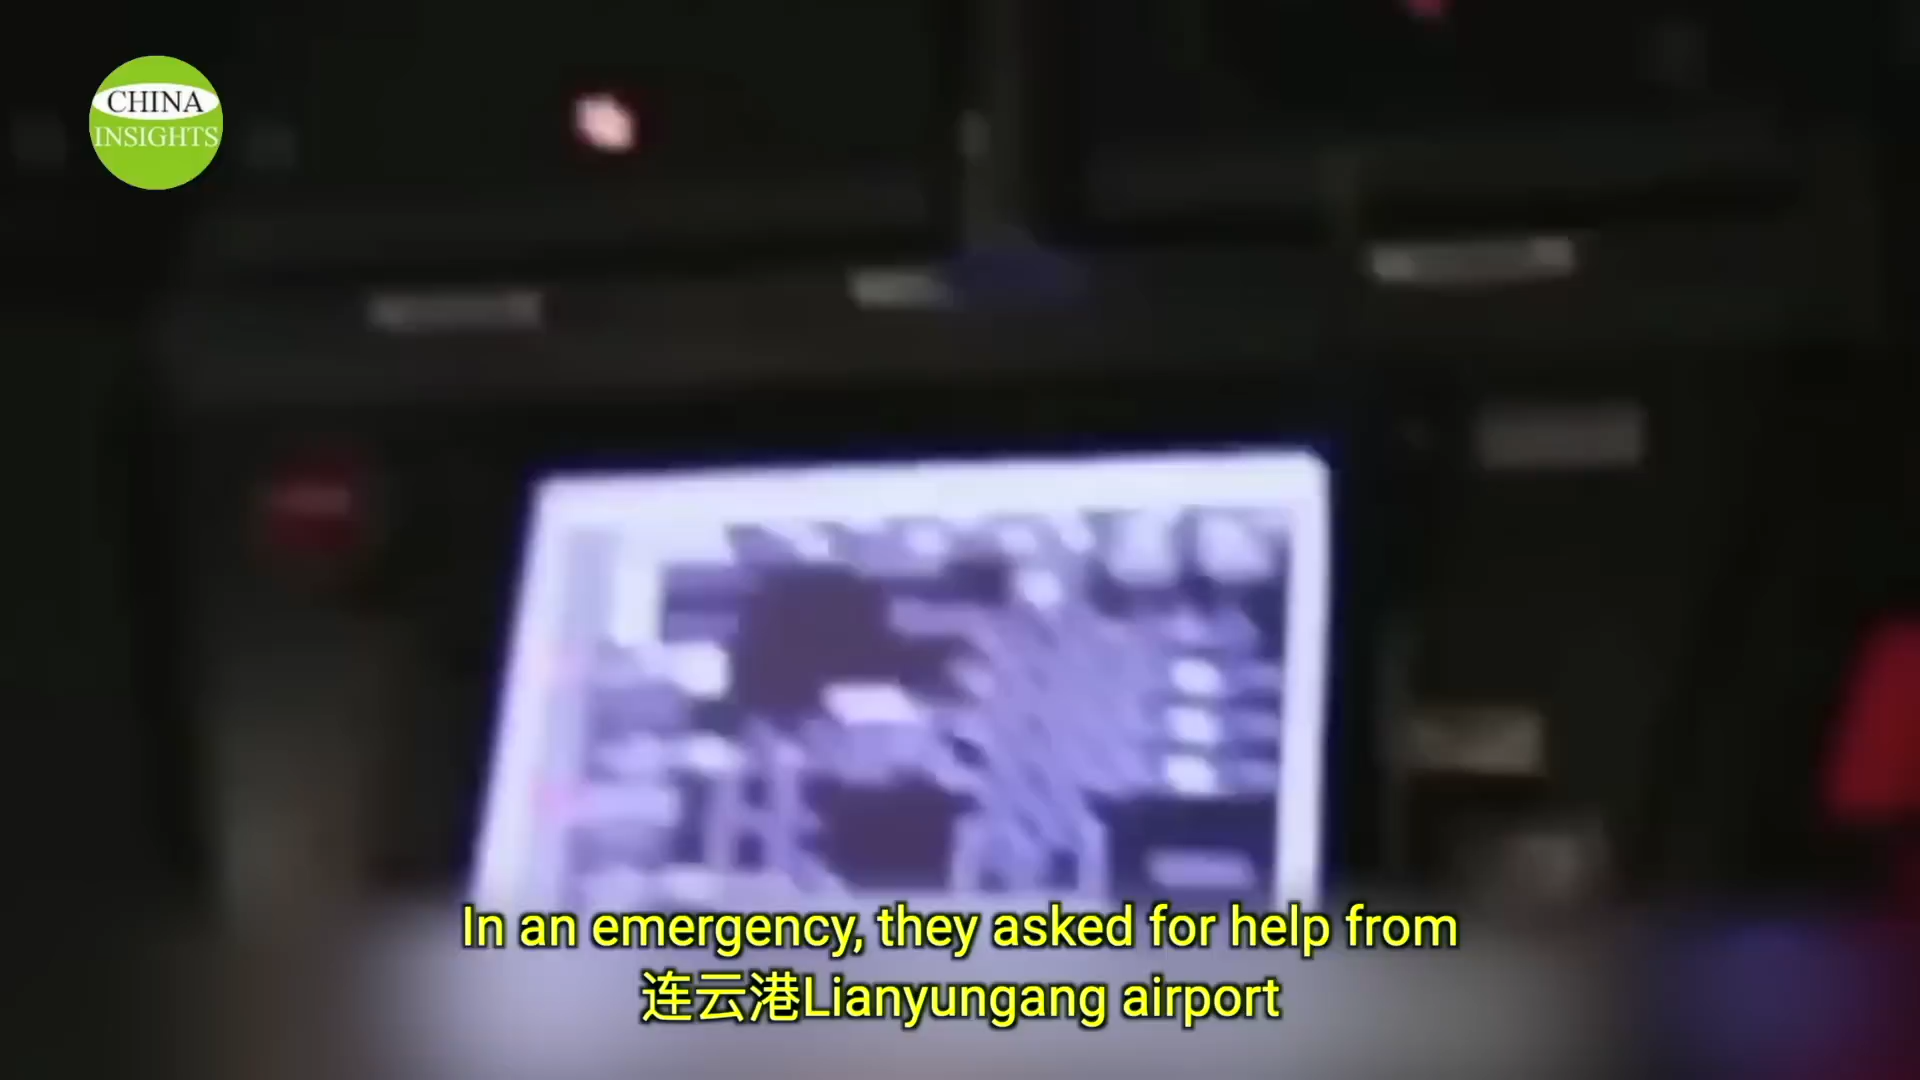 CHINA
INSIGHTS
In an emergency, they asked for help from
连云港Lianyungang airport